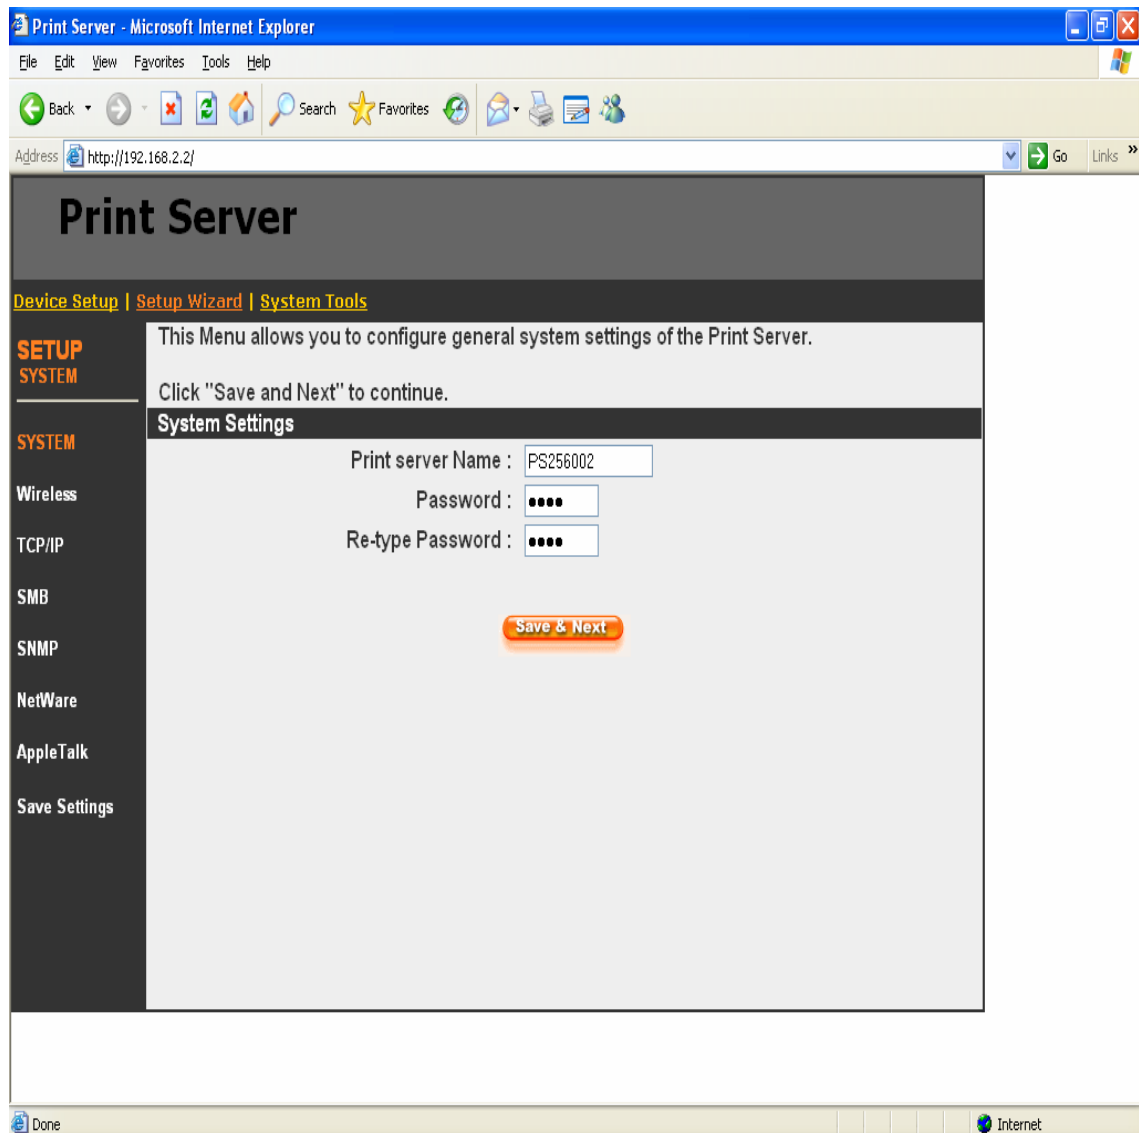 Print Server - Microsoft Internet Explorer
File Edit View Favorites Tools Help
Back Search Favorites
Address http://192.168.2.2/ Go Links »
Print Server
Device Setup | Setup Wizard | System Tools
SETUP
SYSTEM
SYSTEM
Wireless
TCP/IP
SMB
SNMP
NetWare
AppleTalk
Save Settings
This Menu allows you to configure general system settings of the Print Server.
Click "Save and Next" to continue.
System Settings
Print server Name : PS256002
Password : ••••
Re-type Password : ••••
Save & Next
Done Internet